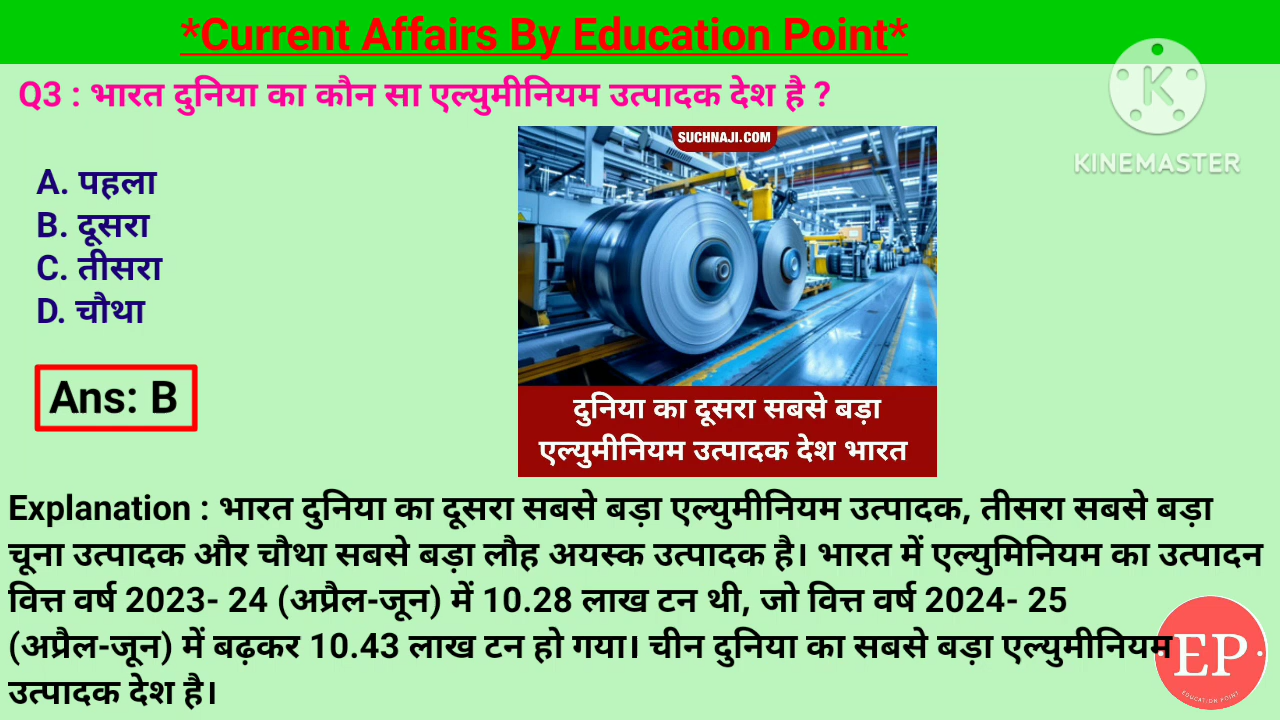 *Current Affairs By Education Point*
Q3 : भारत दुनिया का कौन सा एल्युमीनियम उत्पादक देश है ?
K
KINEMASTER
A. पहला
B. दूसरा
C. तीसरा
D. चौथा
Ans: B
SUCHNAJI.COM
दुनिया का दूसरा सबसे बड़ा
एल्युमीनियम उत्पादक देश भारत
Explanation : भारत दुनिया का दूसरा सबसे बड़ा एल्युमीनियम उत्पादक, तीसरा सबसे बड़ा
चूना उत्पादक और चौथा सबसे बड़ा लौह अयस्क उत्पादक है। भारत में एल्युमिनियम का उत्पादन
वित्त वर्ष 2023- 24 (अप्रैल-जून) में 10.28 लाख टन थी, जो वित्त वर्ष 2024- 25
(अप्रैल-जून) में बढ़कर 10.43 लाख टन हो गया। चीन दुनिया का सबसे बड़ा एल्युमीनियम
उत्पादक देश है।
EP
EDUCATION POINT